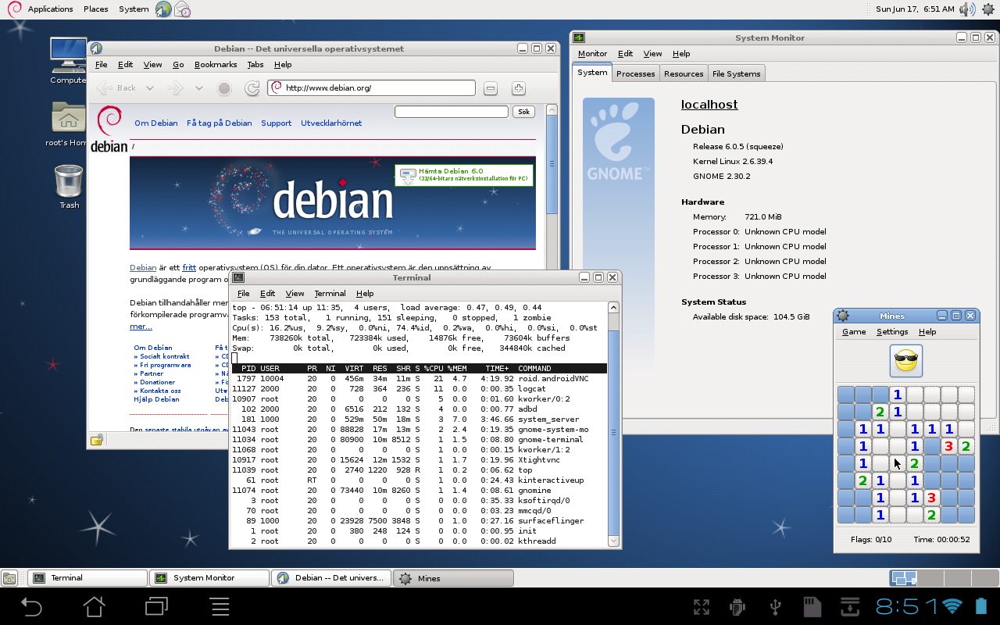 Applications Places System
Sun Jun 17, 6:51 AM
Compute
root's Hom
Trash
Debian -- Det universella operativsystemet
File Edit View Go Bookmarks Tabs Help
Back
http://www.debian.org/
Sök
Om Debian Få tag på Debian Support Utvecklarhörnet
debian
/
Hämta Debian 6.0
(32/64-bitars nätverksinstallation för PC)
debian
THE UNIVERSAL OPERATING SYSTEM
Debian är ett fritt operativsystem (OS) för din dator. Ett operativsystem är den uppsättning av
grundläggande program o
Debian tillhandahåller mer
förkompilerade programva
mer...
Om Debian
» Socialt kontrakt
» Fri programvara
» Partner
» Donationer
» Kontakta oss
Hjälp Debian
Få t
» CD
» CD
» Nä
» Fö
Utw
Debi
Den senaste stabila utgåvan av
System Monitor
Monitor Edit View Help
System Processes Resources File Systems
GNOME™
localhost
Debian
Release 6.0.5 (squeeze)
Kernel Linux 2.6.39.4
GNOME 2.30.2
Hardware
Memory: 721.0 MiB
Processor 0: Unknown CPU model
Processor 1: Unknown CPU model
Processor 2: Unknown CPU model
Processor 3: Unknown CPU model
System Status
Available disk space: 104.5 GiB
Terminal
File Edit View Terminal Help
top - 06:51:14 up 11:35, 4 users, load average: 0.47, 0.49, 0.44
Tasks: 153 total, 1 running, 151 sleeping, 0 stopped, 1 zombie
Cpu(s): 16.2%us, 9.2%sy, 0.0%ni, 74.4%id, 0.2%wa, 0.0%hi, 0.0%si, 0.0%st
Mem: 738260k total, 723384k used, 14876k free, 73604k buffers
Swap: 0k total, 0k used, 0k free, 344840k cached
PID USER PR NI VIRT RES SHR S %CPU %MEM TIME+ COMMAND
1797 10004 20 0 456m 34m 11m S 21 4.7 4:19.92 roid.androidVNC
11127 2000 20 0 728 364 236 S 11 0.0 0:00.35 logcat
10907 root 20 0 0 0 0 S 5 0.0 0:01.60 kworker/0:2
102 2000 20 0 6516 212 132 S 4 0.0 0:00.77 adbd
181 1000 20 0 529m 50m 18m S 3 7.0 3:46.66 system_server
11043 root 20 0 88828 17m 13m S 2 2.4 0:19.35 gnome-system-mo
11034 root 20 0 80900 10m 8512 S 1 1.5 0:08.80 gnome-terminal
11068 root 20 0 0 0 0 S 1 0.0 0:00.15 kworker/1:2
10917 root 20 0 15624 12m 1532 S 1 1.7 0:19.96 Xtightvnc
11039 root 20 0 2740 1220 928 R 1 0.2 0:06.62 top
61 root RT 0 0 0 0 S 1 0.0 0:24.43 kinteractiveup
11074 root 20 0 73440 10m 8260 S 1 1.4 0:08.61 gnomine
3 root 20 0 0 0 0 S 0 0.0 0:35.33 ksoftirqd/0
70 root 20 0 0 0 0 S 0 0.0 0:03.23 mmcqd/0
89 1000 20 0 23928 7500 3848 S 0 1.0 0:27.16 surfaceflinger
1 root 20 0 380 248 124 S 0 0.0 0:00.95 init
2 root 20 0 0 0 0 S 0 0.0 0:00.02 kthreadd
Mines
Game Settings Help
1
2 1
1 1 1 1 1
1 1 3 2
1 2
2 1 1
1 1 3
1 2
Flags: 0/10 Time: 00:00:52
Terminal System Monitor Debian -- Det univers... Mines
8:51